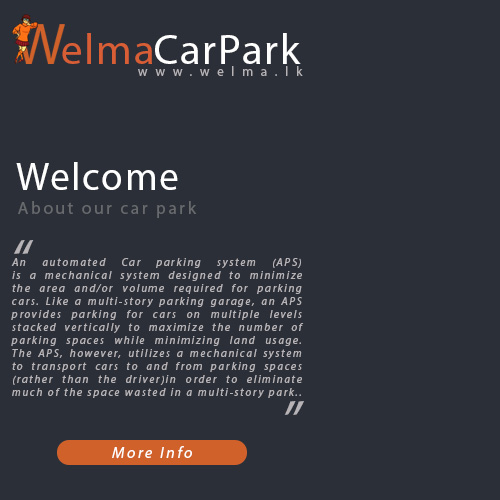 WelmaCarPark
www.welma.lk
Welcome
About our car park
"
An automated Car parking system (APS)
is a mechanical system designed to minimize
the area and/or volume required for parking
cars. Like a multi-story parking garage, an APS
provides parking for cars on multiple levels
stacked vertically to maximize the number of
parking spaces while minimizing land usage.
The APS, however, utilizes a mechanical system
to transport cars to and from parking spaces
(rather than the driver)in order to eliminate
much of the space wasted in a multi-story park..
"
More Info